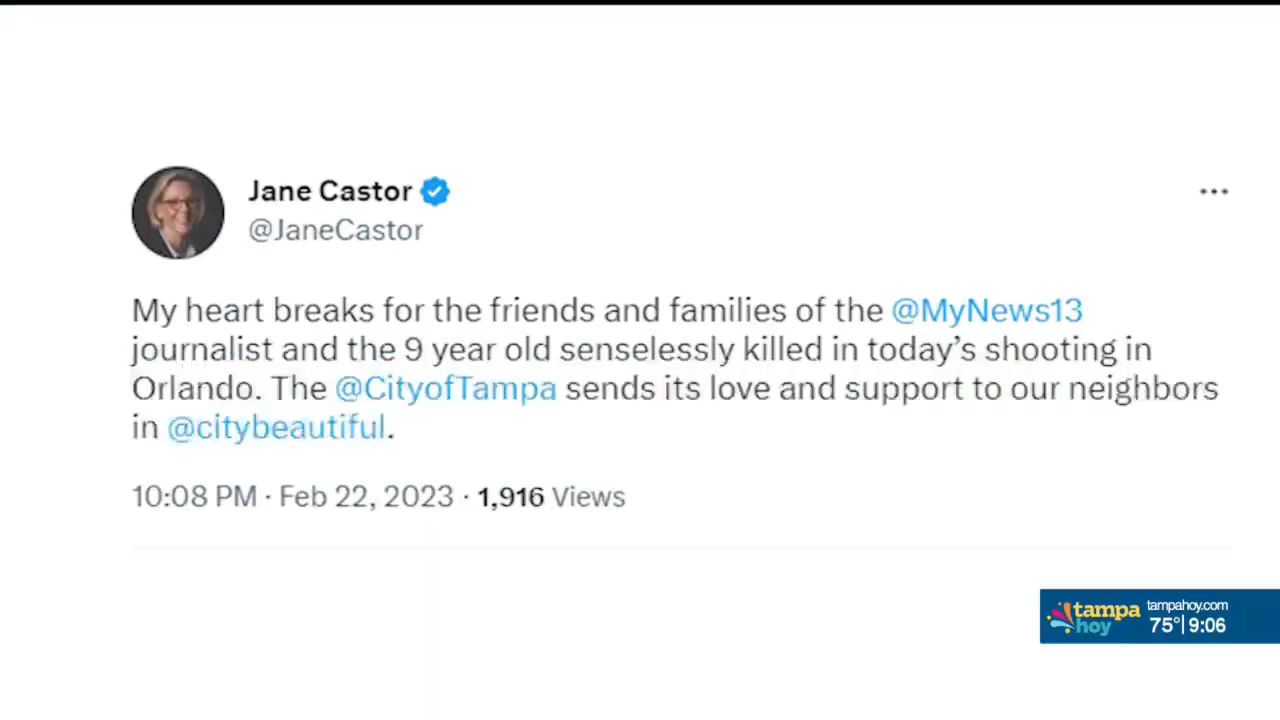 Jane Castor
@JaneCastor
My heart breaks for the friends and families of the @MyNews13
journalist and the 9 year old senselessly killed in today’s shooting in
Orlando. The @CityofTampa sends its love and support to our neighbors
in @citybeautiful.
10:08 PM · Feb 22, 2023 · 1,916 Views
tampa
hoy
tampahoy.com
75°| 9:06